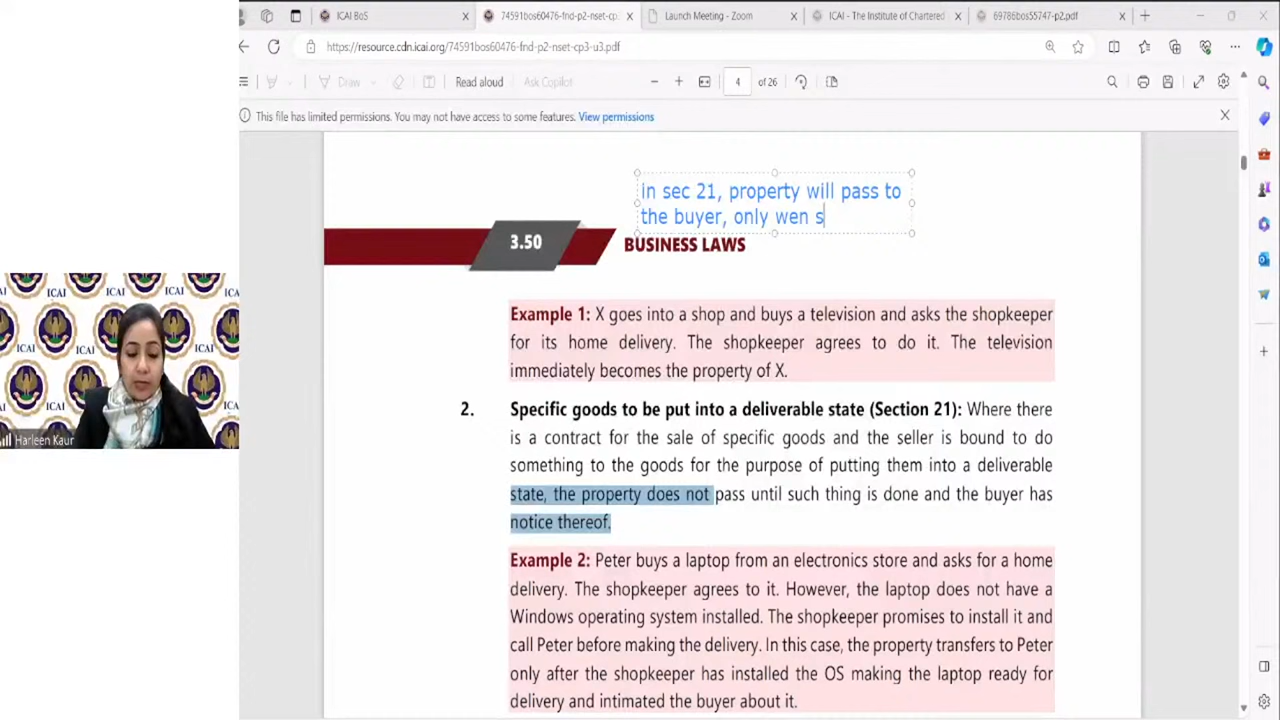 ICAI BoS
74591bos60476-fnd-p2-nset-cp
Launch Meeting - Zoom
ICAI - The Institute of Chartered
69786bos55747-p2.pdf
https://resource.cdn.icai.org/74591bos60476-fnd-p2-nset-cp3-u3.pdf
Draw
Read aloud
Ask Copilot
4
of 26
This file has limited permissions. You may not have access to some features. View permissions
In sec 21, property will pass to
the buyer, only wen s
3.50
BUSINESS LAWS
Example 1: X goes into a shop and buys a television and asks the shopkeeper
for its home delivery. The shopkeeper agrees to do it. The television
immediately becomes the property of X.
2. Specific goods to be put into a deliverable state (Section 21): Where there
is a contract for the sale of specific goods and the seller is bound to do
something to the goods for the purpose of putting them into a deliverable
state, the property does not pass until such thing is done and the buyer has
notice thereof.
Example 2: Peter buys a laptop from an electronics store and asks for a home
delivery. The shopkeeper agrees to it. However, the laptop does not have a
Windows operating system installed. The shopkeeper promises to install it and
call Peter before making the delivery. In this case, the property transfers to Peter
only after the shopkeeper has installed the OS making the laptop ready for
delivery and intimated the buyer about it.
ICAI
ICAI
ICAI
ICAI
Harleen Kaur